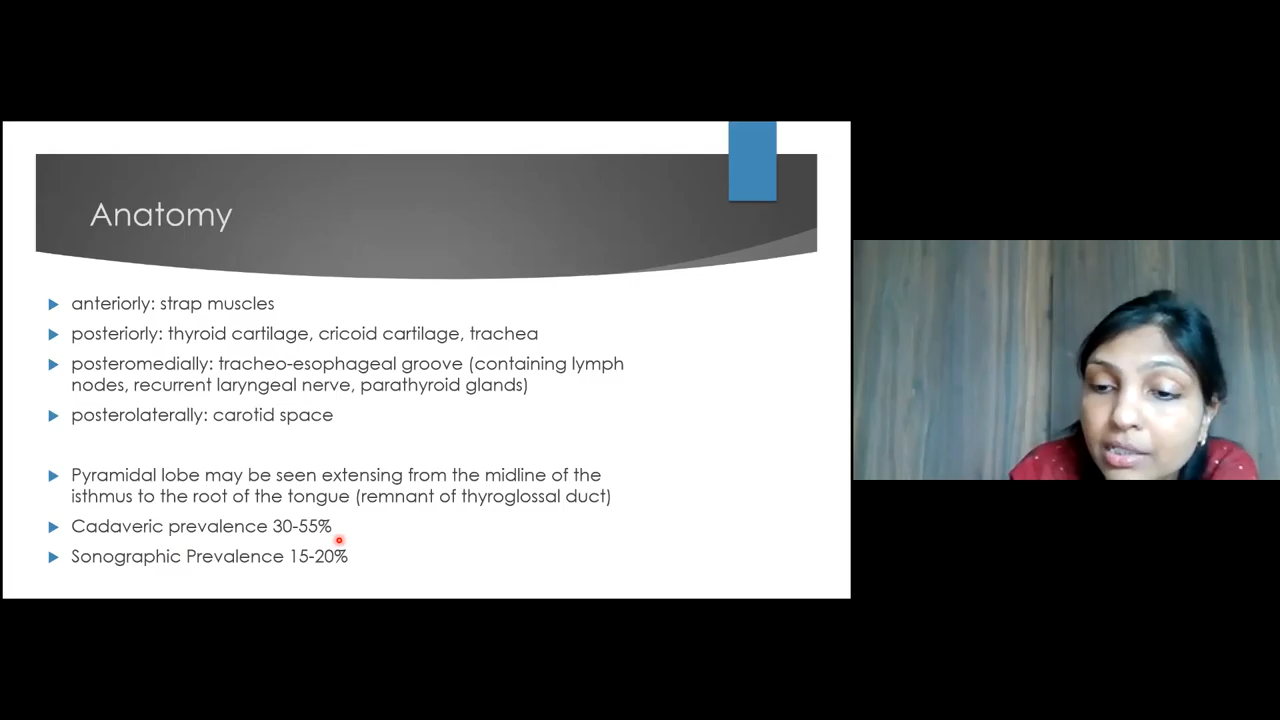 Anatomy
anteriorly: strap muscles
posteriorly: thyroid cartilage, cricoid cartilage, trachea
posteromedially: tracheo-esophageal groove (containing lymph
nodes, recurrent laryngeal nerve, parathyroid glands)
posterolaterally: carotid space
Pyramidal lobe may be seen extensing from the midline of the
isthmus to the root of the tongue (remnant of thyroglossal duct)
Cadaveric prevalence 30-55%
Sonographic Prevalence 15-20%